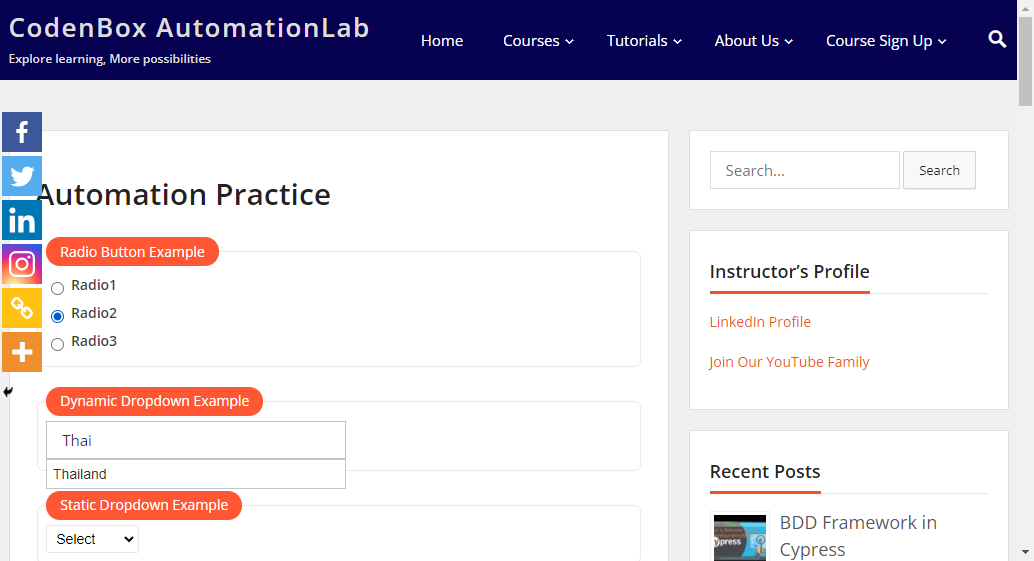 CodenBox AutomationLab
Explore learning, More possibilities
Home
Courses
Tutorials
About Us
Course Sign Up
Automation Practice
Radio Button Example
Radio1
Radio2
Radio3
Dynamic Dropdown Example
Thai
Thailand
Static Dropdown Example
Select
Search...
Search
Instructor’s Profile
LinkedIn Profile
Join Our YouTube Family
Recent Posts
BDD Framework in
Cypress